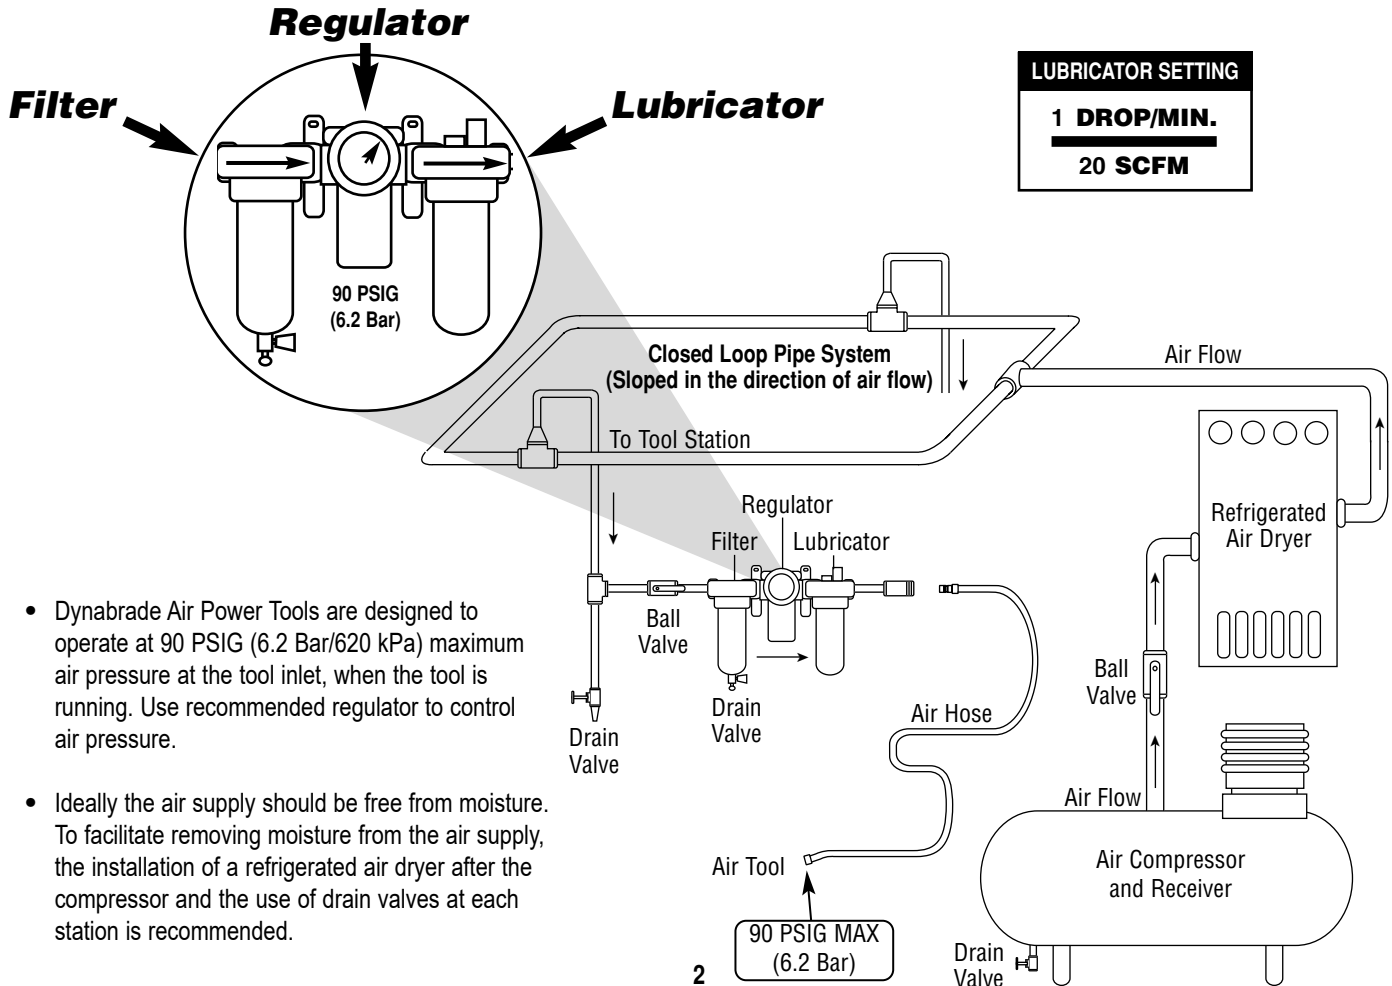 Regulator
Filter
Lubricator
LUBRICATOR SETTING
1 DROP/MIN.
20 SCFM
90 PSIG
(6.2 Bar)
Closed Loop Pipe System
(Sloped in the direction of air flow)
Air Flow
To Tool Station
Refrigerated
Air Dryer
Regulator
Filter
Lubricator
Ball
Valve
Drain
Valve
Drain
Valve
Ball
Valve
Air Hose
Air Flow
Air Tool
Air Compressor
and Receiver
90 PSIG MAX
(6.2 Bar)
Drain
Valve
• Dynabrade Air Power Tools are designed to
operate at 90 PSIG (6.2 Bar/620 kPa) maximum
air pressure at the tool inlet, when the tool is
running. Use recommended regulator to control
air pressure.
• Ideally the air supply should be free from moisture.
To facilitate removing moisture from the air supply,
the installation of a refrigerated air dryer after the
compressor and the use of drain valves at each
station is recommended.
2